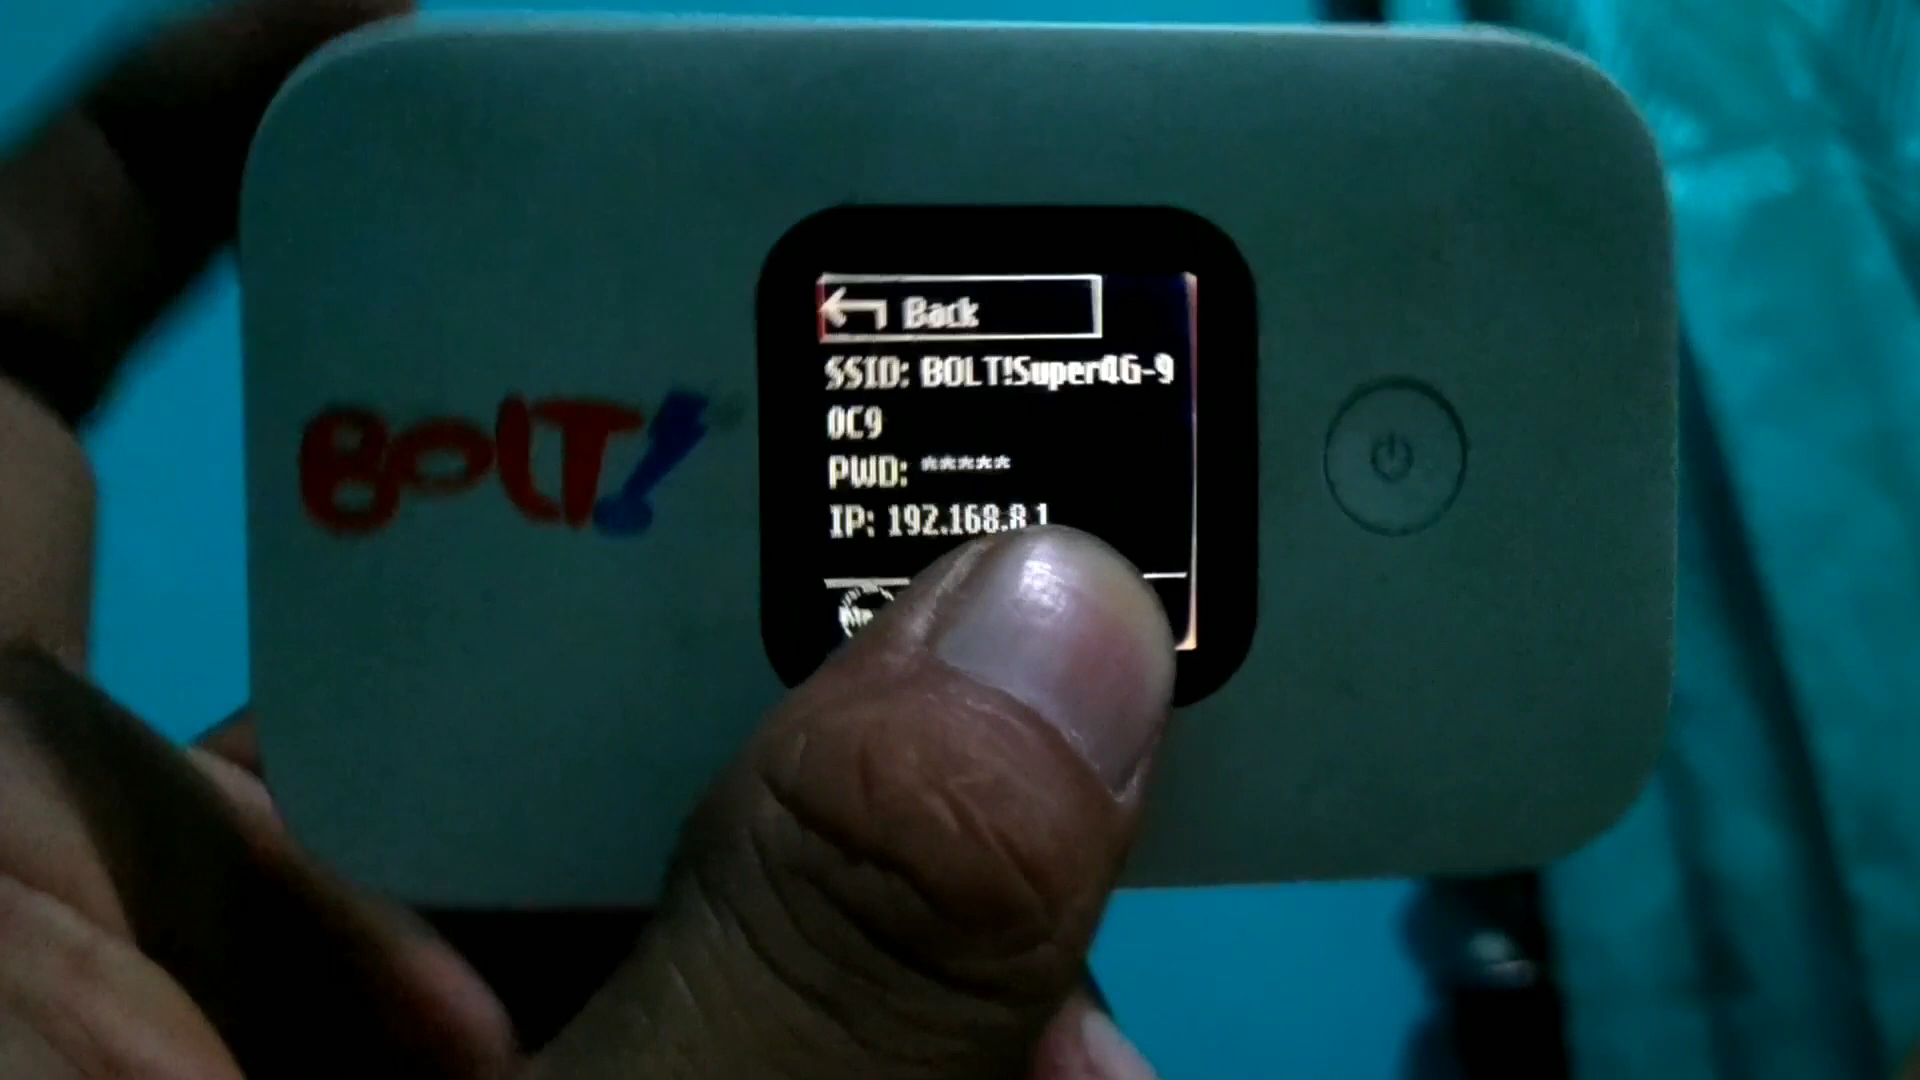 BOLT!
Back
SSID: BOLT!Super4G-9
0C9
PWD: *****
IP: 192.168.8.1